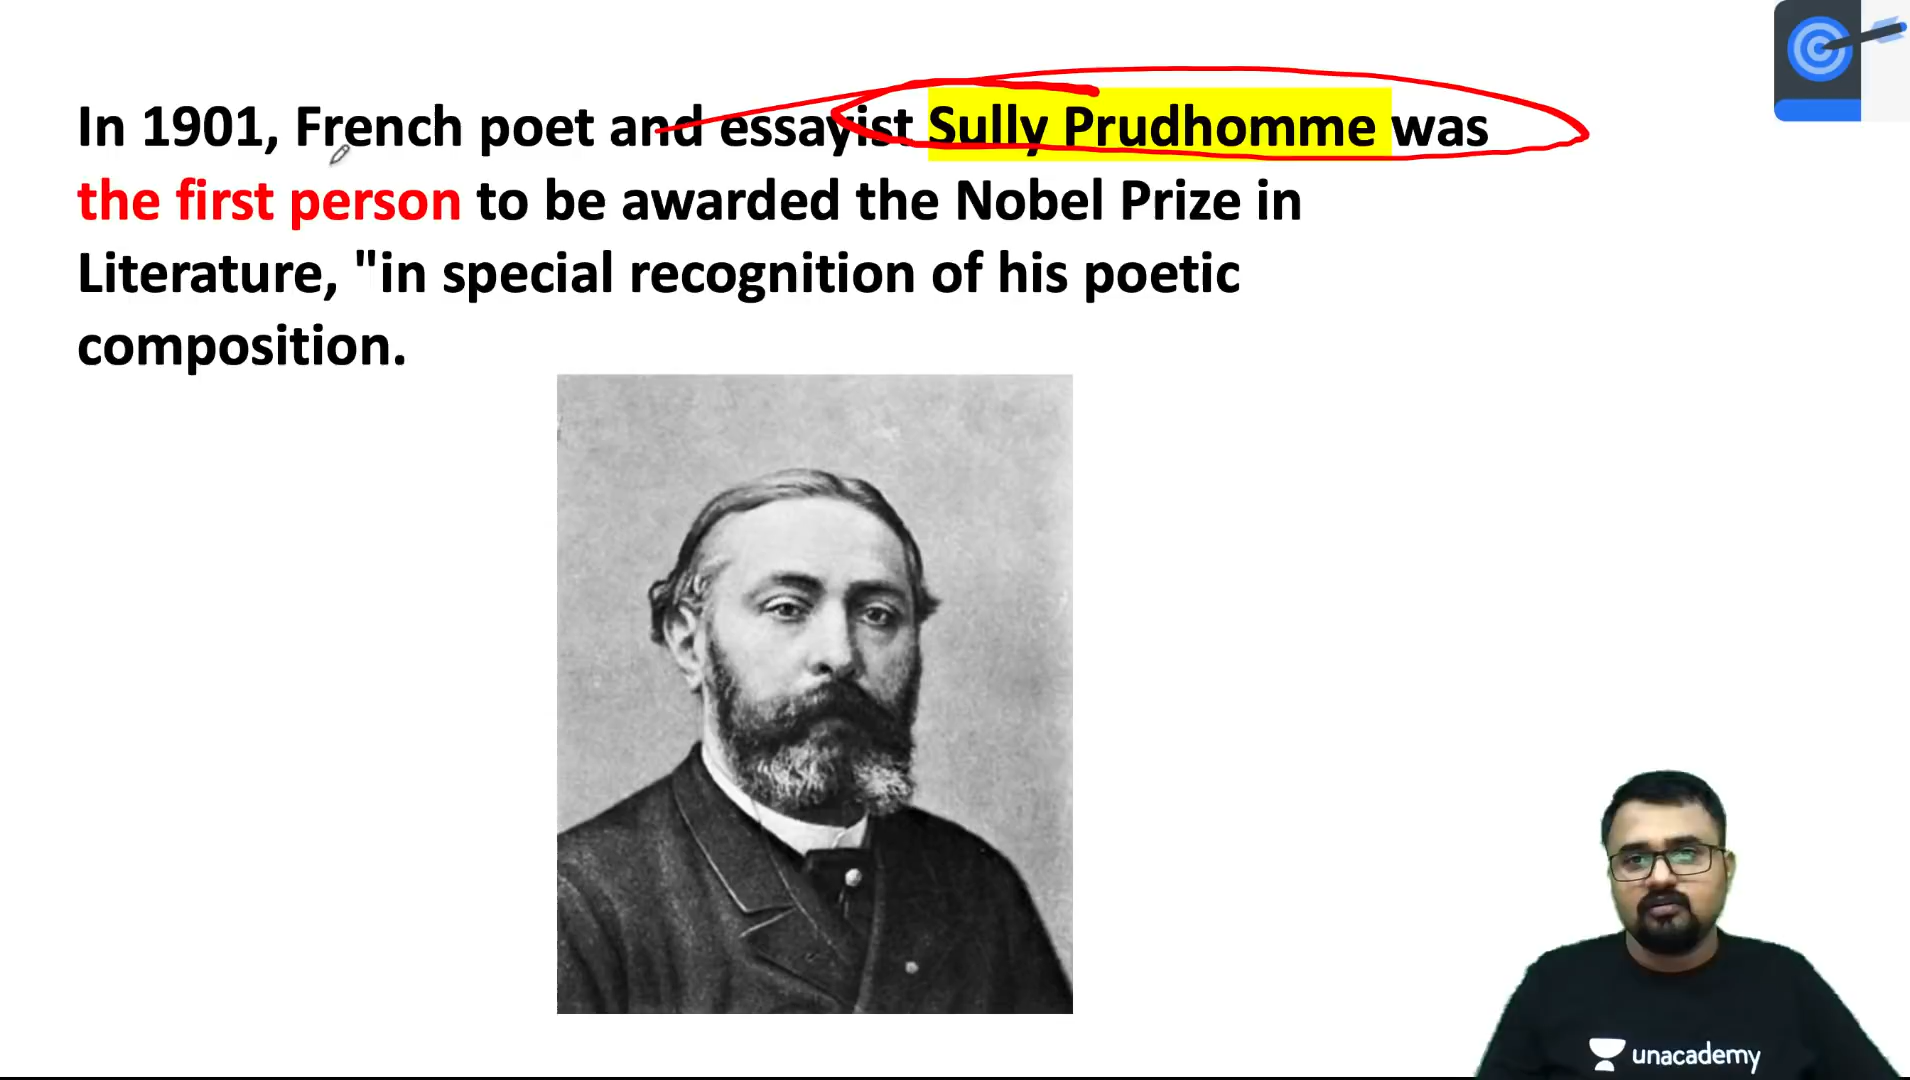 In 1901, French poet and essayist Sully Prudhomme was
the first person to be awarded the Nobel Prize in
Literature, "in special recognition of his poetic
composition.
unacademy